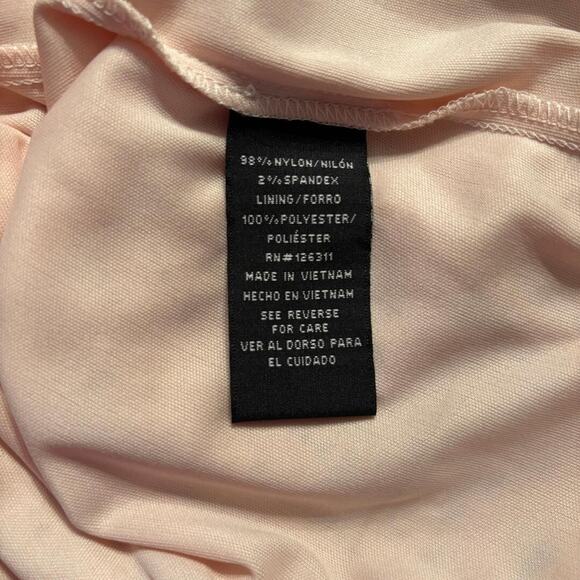 98%NYLON/NILÓN
2%SPANDEX
LINING/FORRO
100%POLYESTER/
POLIÉSTER
RN#126311
MADE IN VIETNAM
HECHO EN VIETNAM
SEE REVERSE
FOR CARE
VER AL DORSO PARA
EL CUIDADO